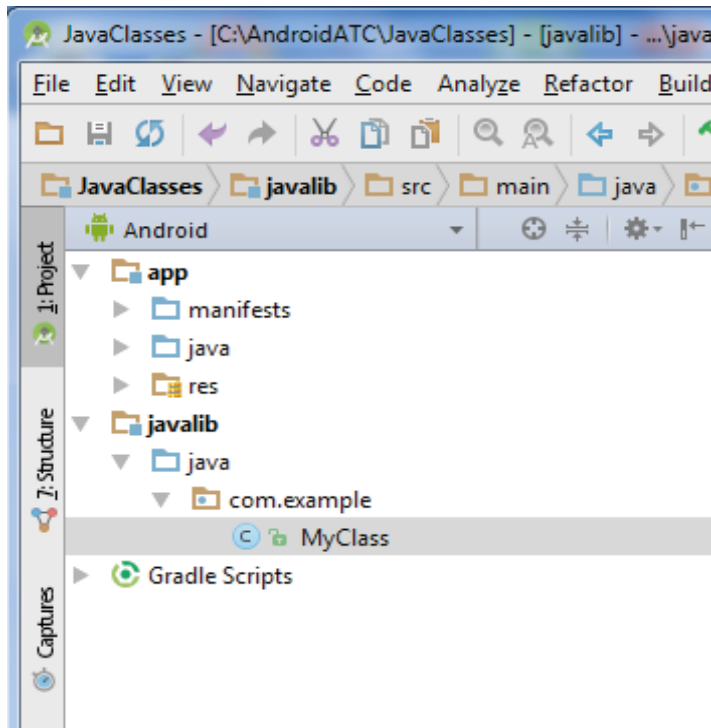 JavaClasses - [C:\AndroidATC\JavaClasses] - [javalib] - ...\java
File Edit View Navigate Code Analyze Refactor Build
JavaClasses javalib src main java
Android
1: Project
app
manifests
java
res
javalib
java
com.example
MyClass
Gradle Scripts
7: Structure
Captures